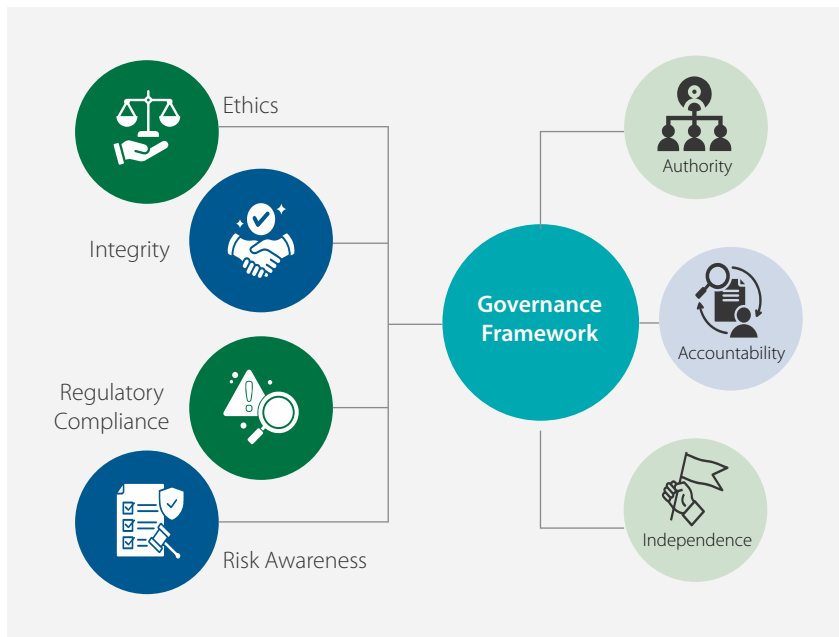 Ethics
Integrity
Regulatory
Compliance
Risk Awareness
Governance
Framework
Authority
Accountability
Independence